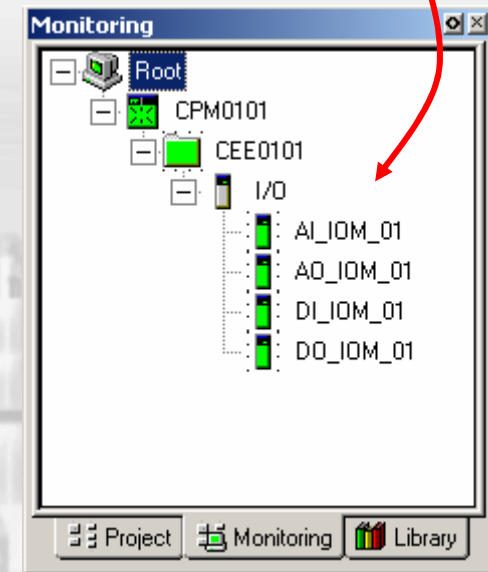 Monitoring
Root
CPM0101
CEE0101
I/O
AI_IOM_01
AO_IOM_01
DI_IOM_01
DO_IOM_01
Project Monitoring Library